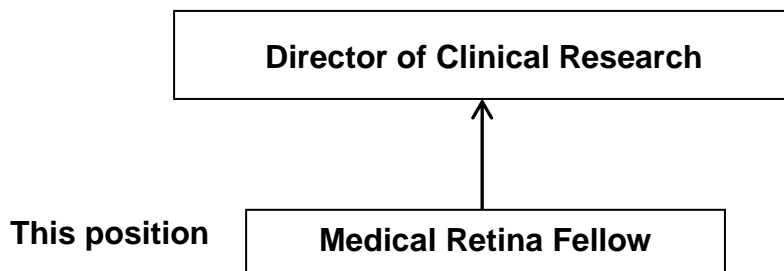 Director of Clinical Research
This position
Medical Retina Fellow